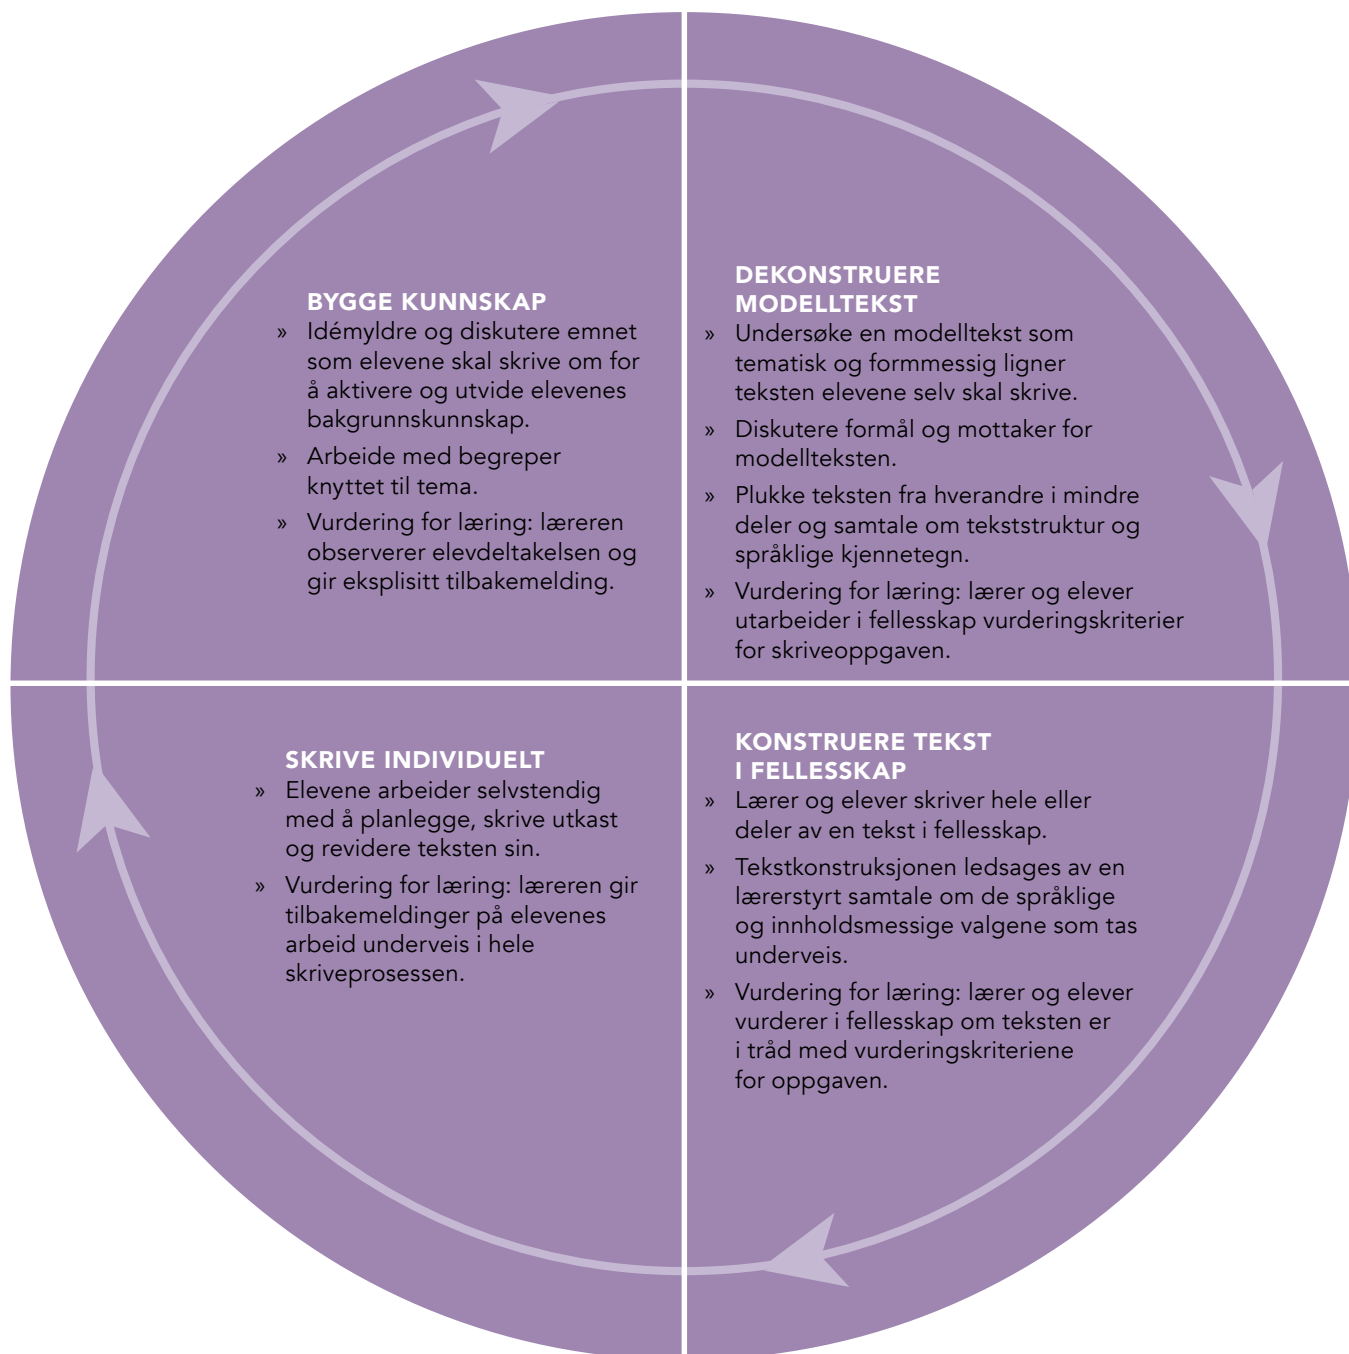 BYGGE KUNNSKAP
» Idémyldre og diskutere emnet
som elevene skal skrive om for
å aktivere og utvide elevenes
bakgrunnskunnskap.
» Arbeide med begreper
knyttet til tema.
» Vurdering for læring: læreren
observerer elevdeltakelsen og
gir eksplisitt tilbakemelding.
DEKONSTRUERE
MODELLTEKST
» Undersøke en modelltekst som
tematisk og formmessig ligner
teksten elevene selv skal skrive.
» Diskutere formål og mottaker for
modellteksten.
» Plukke teksten fra hverandre i mindre
deler og samtale om tekststruktur og
språklige kjennetegn.
» Vurdering for læring: lærer og elever
utarbeider i fellesskap vurderingskriterier
for skriveoppgaven.
KONSTRUERE TEKST
I FELLESSKAP
» Lærer og elever skriver hele eller
deler av en tekst i fellesskap.
» Tekstkonstruksjonen ledsages av en
lærerstyrt samtale om de språklige
og innholdsmessige valgene som tas
underveis.
» Vurdering for læring: lærer og elever
vurderer i fellesskap om teksten er
i tråd med vurderingskriteriene
for oppgaven.
SKRIVE INDIVIDUELT
» Elevene arbeider selvstendig
med å planlegge, skrive utkast
og revidere teksten sin.
» Vurdering for læring: læreren gir
tilbakemeldinger på elevenes
arbeid underveis i hele
skriveprosessen.